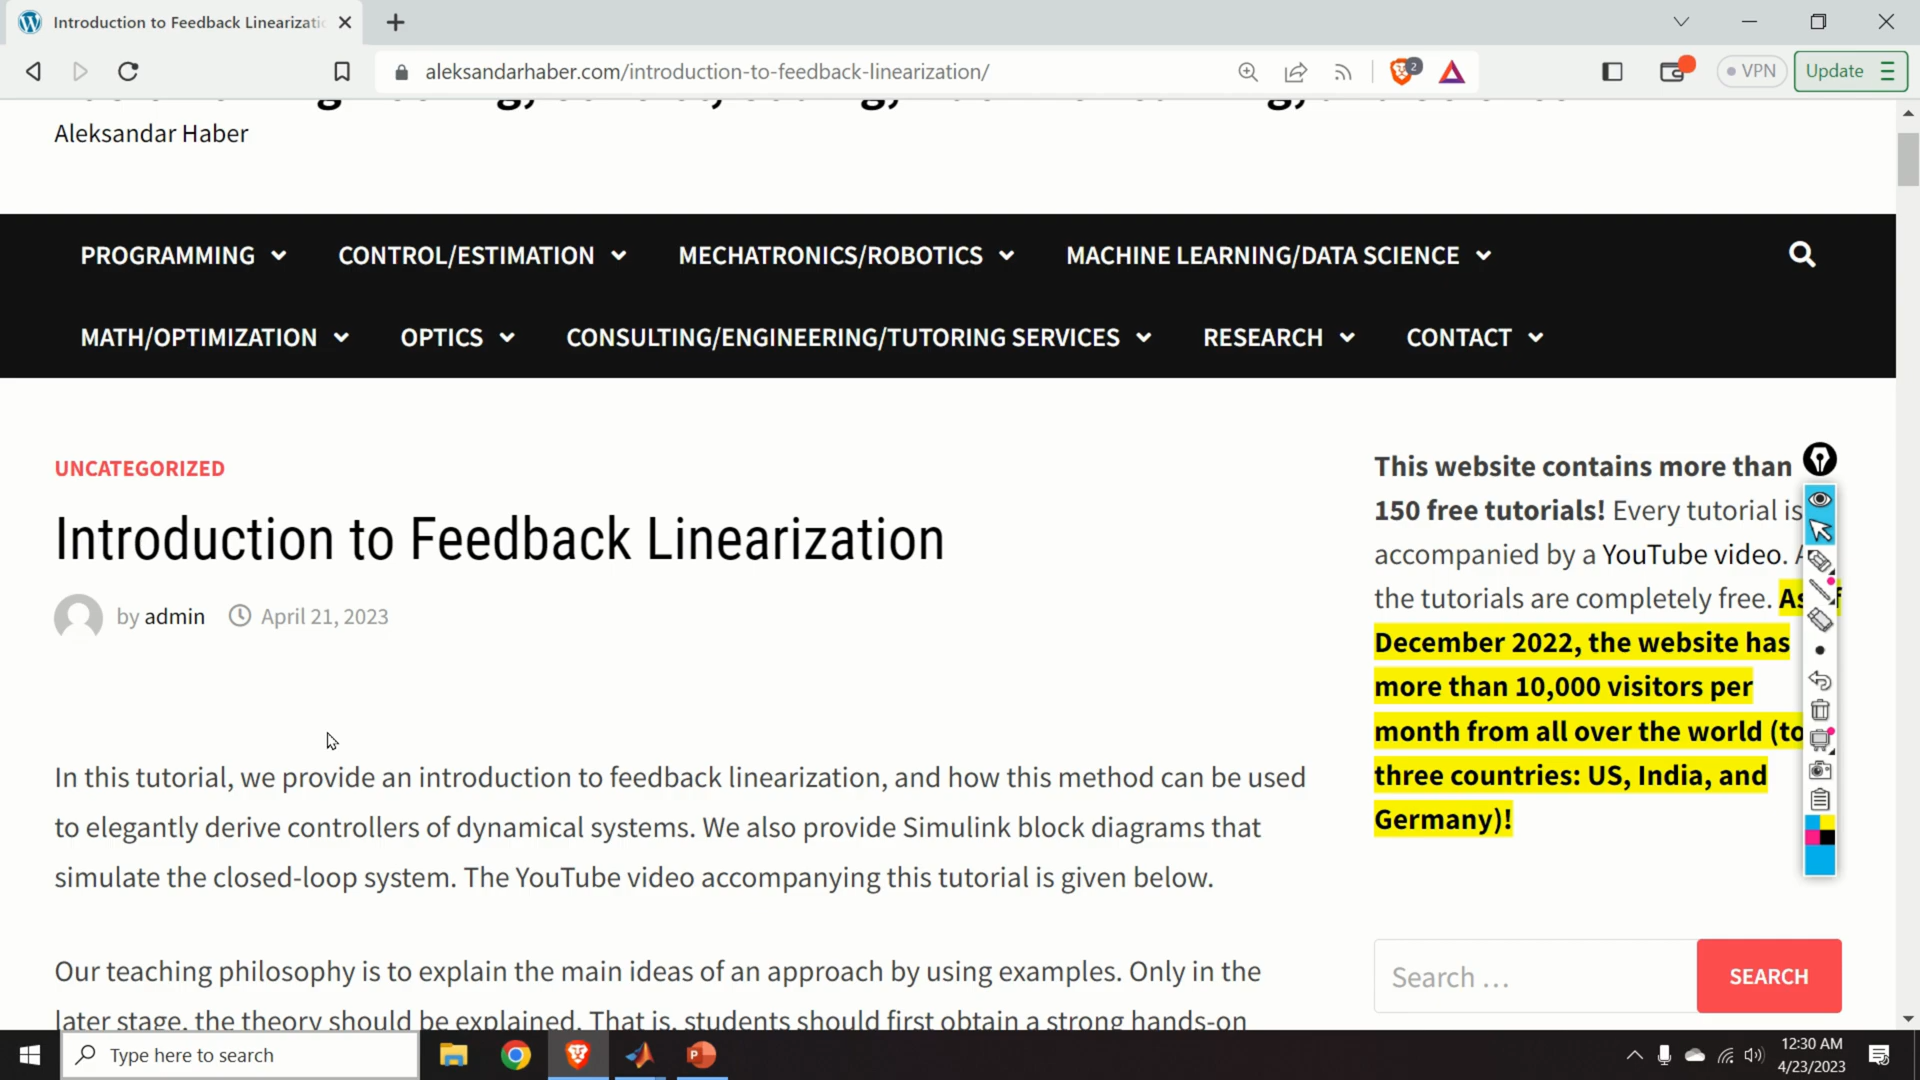 Introduction to Feedback Linearizati
aleksandarhaber.com/introduction-to-feedback-linearization/
2
VPN
Update
Aleksandar Haber
PROGRAMMING
CONTROL/ESTIMATION
MECHATRONICS/ROBOTICS
MACHINE LEARNING/DATA SCIENCE
MATH/OPTIMIZATION
OPTICS
CONSULTING/ENGINEERING/TUTORING SERVICES
RESEARCH
CONTACT
UNCATEGORIZED
Introduction to Feedback Linearization
by admin
April 21, 2023
In this tutorial, we provide an introduction to feedback linearization, and how this method can be used
to elegantly derive controllers of dynamical systems. We also provide Simulink block diagrams that
simulate the closed-loop system. The YouTube video accompanying this tutorial is given below.
Our teaching philosophy is to explain the main ideas of an approach by using examples. Only in the
later stage, the theory should be explained. That is, students should first obtain a strong hands-on
This website contains more than
150 free tutorials! Every tutorial is
accompanied by a YouTube video.
the tutorials are completely free.
December 2022, the website has
more than 10,000 visitors per
month from all over the world
three countries: US, India, and
Germany)!
Search …
SEARCH
Type here to search
12:30 AM
4/23/2023